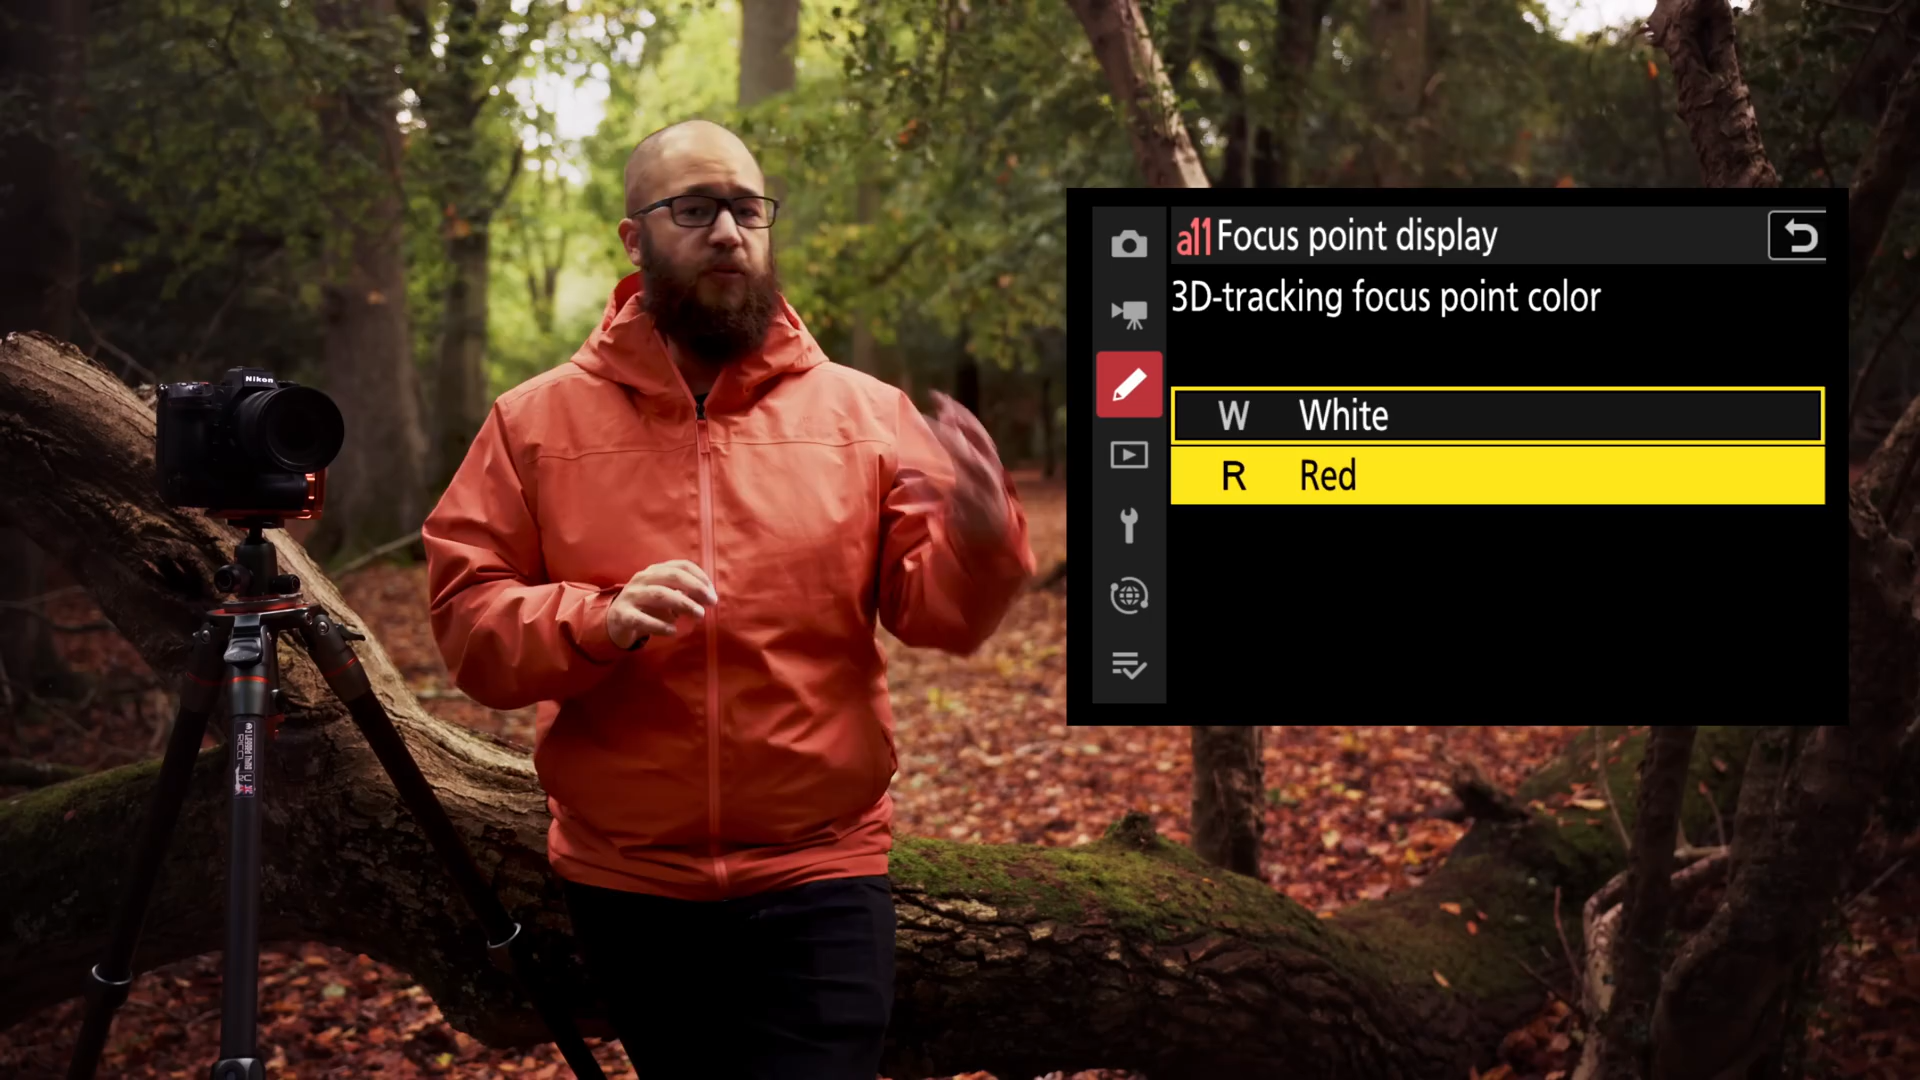 Nikon
a11 Focus point display
3D-tracking focus point color
W White
R Red